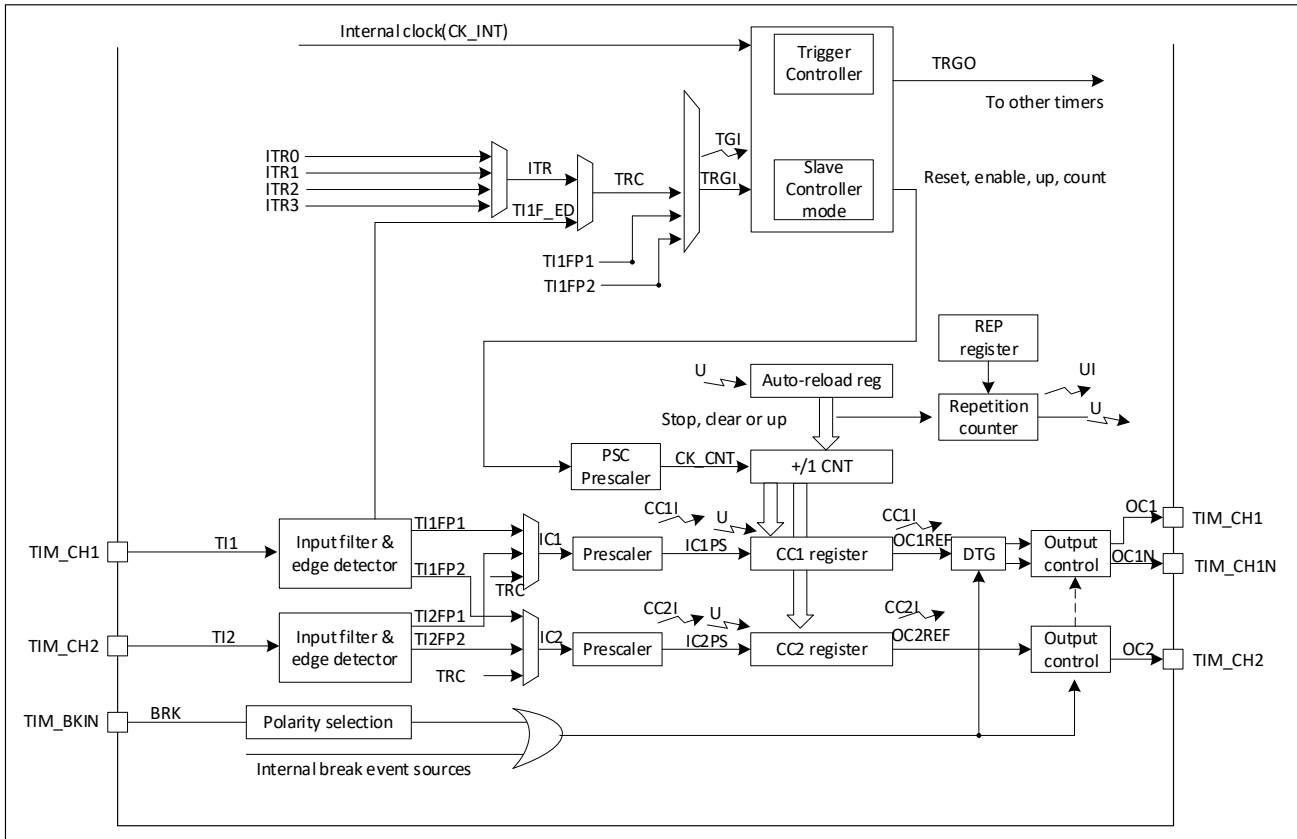 Internal clock(CK_INT)
Trigger
Controller
TRGO
To other timers
TGI
ITR0
ITR1
ITR2
ITR3
ITR
TRC
TRGI
Slave
Controller
mode
Reset, enable, up, count
TI1F_ED
TI1FP1
TI1FP2
REP
register
U
Auto-reload reg
UI
Stop, clear or up
Repetition
counter
U
PSC
Prescaler
CK_CNT
+/1 CNT
TIM_CH1
TI1
Input filter &
edge detector
TI1FP1
TI1FP2
TRC
IC1
Prescaler
CC1I
U
IC1PS
CC1 register
CC1I
OC1REF
DTG
Output
control
OC1
OC1N
TIM_CH1
TIM_CH1N
TIM_CH2
TI2
Input filter &
edge detector
TI2FP1
TI2FP2
TRC
IC2
Prescaler
CC2I
U
IC2PS
CC2 register
CC2I
OC2REF
Output
control
OC2
TIM_CH2
TIM_BKIN
BRK
Polarity selection
Internal break event sources